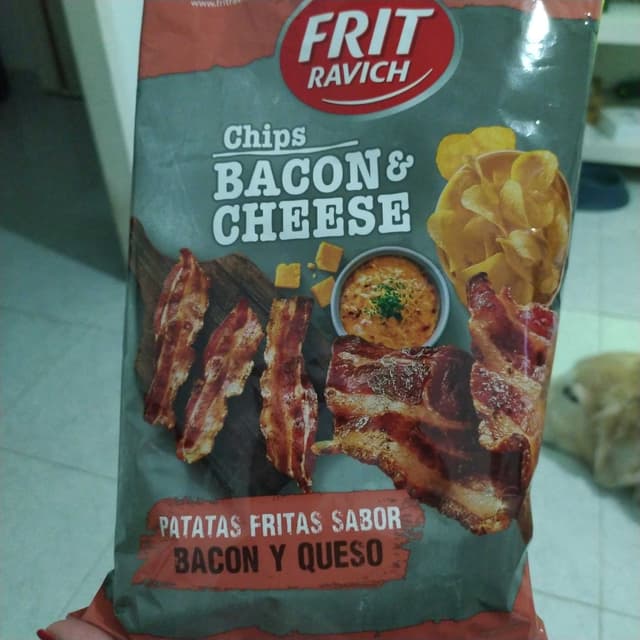 FRIT
RAVICH
Chips
BACON &
CHEESE
PATATAS FRITAS SABOR
BACON Y QUESO